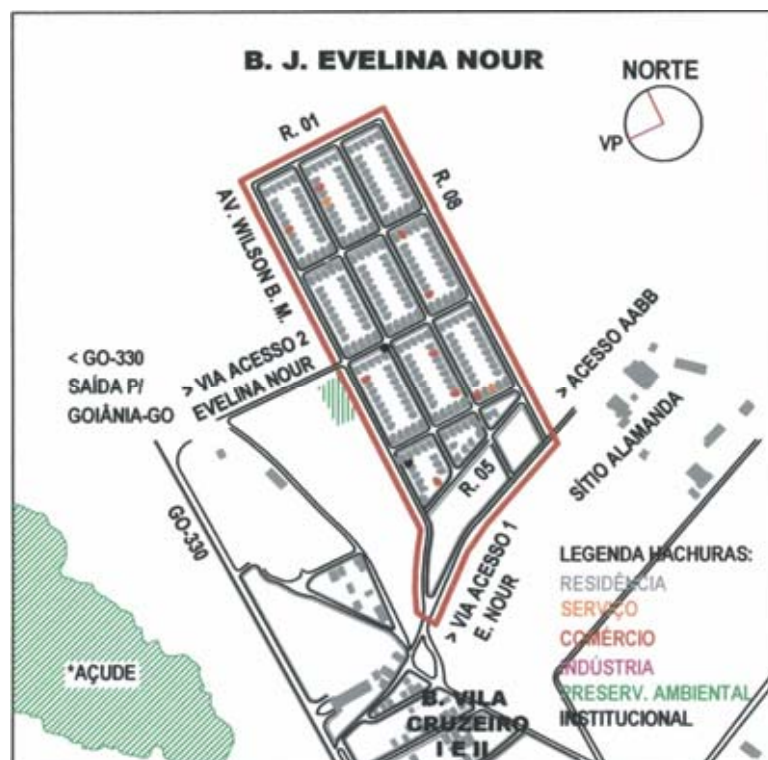 B. J. EVELINA NOUR
NORTE
VP
R. 01
R. 08
AV. WILSON B. M.
< GO-330
SAÍDA P/
GOIÂNIA-GO
> VIA ACESSO 2
EVELINA NOUR
> ACESSO AABB
SÍTIO ALAMANDA
R. 05
GO-330
> VIA ACESSO 1
E. NOUR
LEGENDA HACHURAS:
RESIDÊNCIA
SERVIÇO
COMÉRCIO
INDÚSTRIA
PRESERV. AMBIENTAL
INSTITUCIONAL
*AÇUDE
B. VILA
CRUZEIRO
I E II